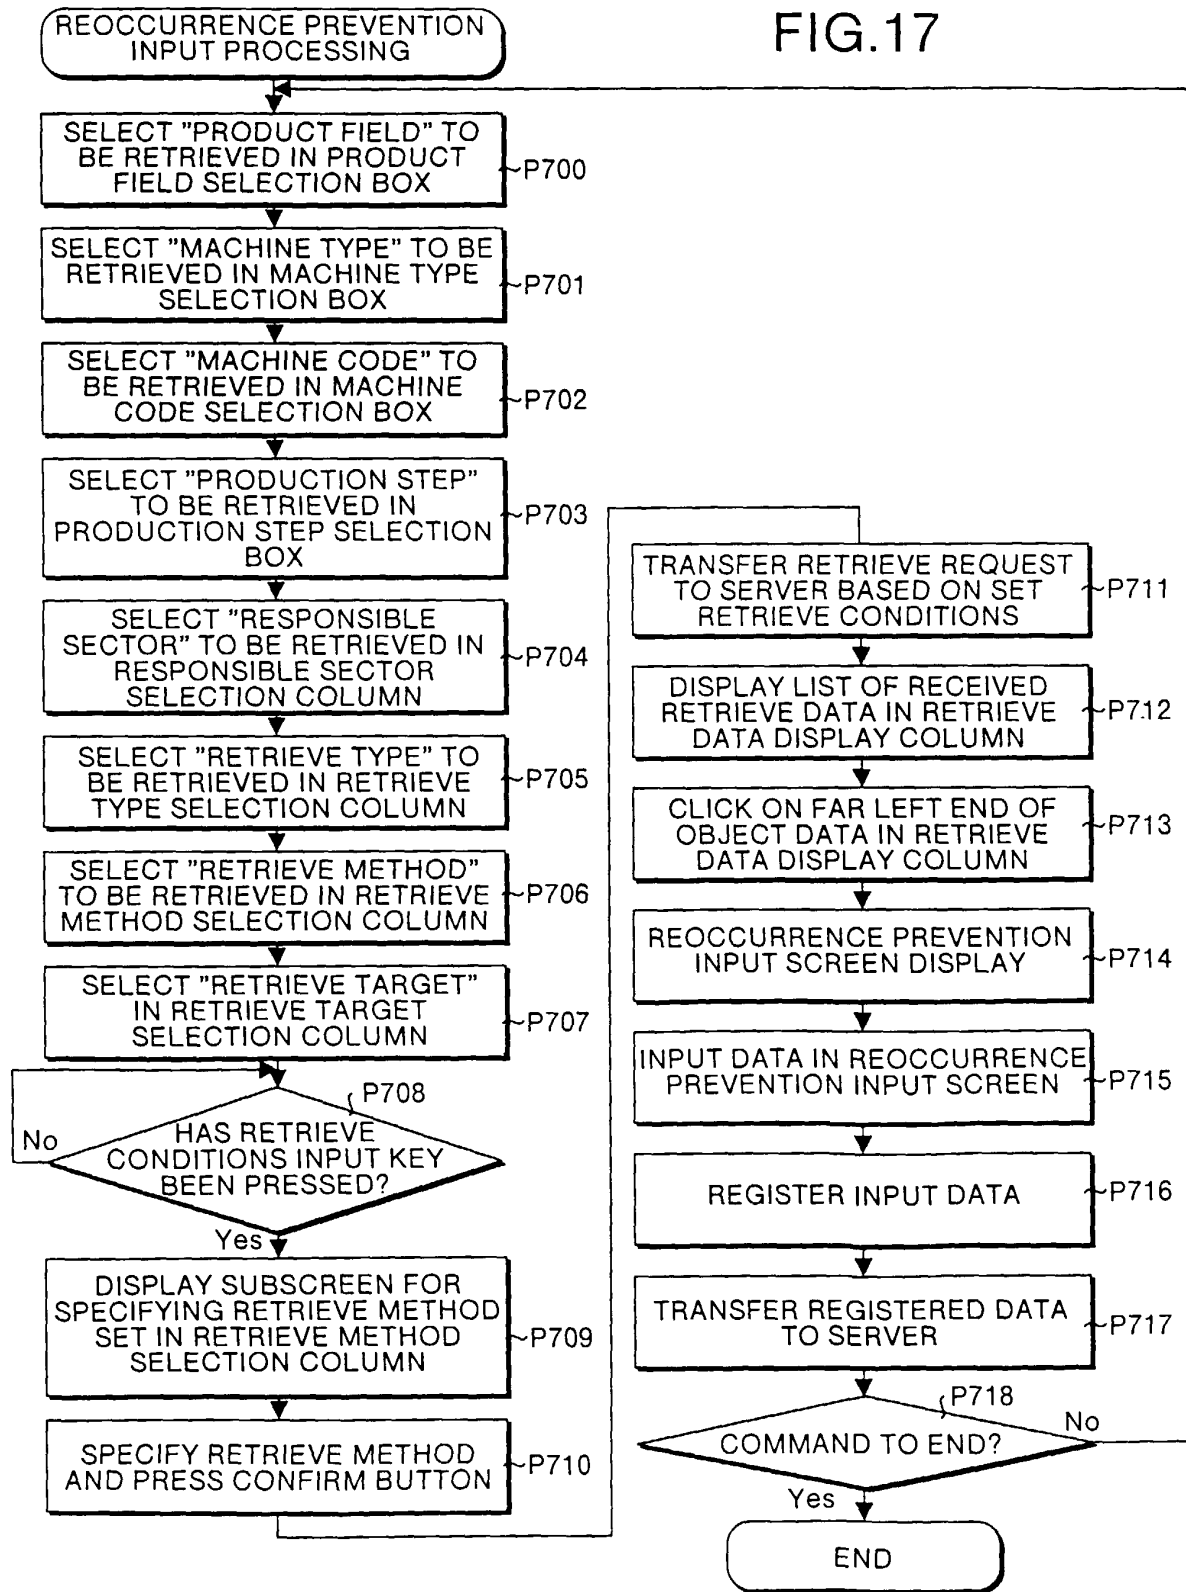 REOCCURRENCE PREVENTION
INPUT PROCESSING
FIG.17
SELECT "PRODUCT FIELD" TO
BE RETRIEVED IN PRODUCT
FIELD SELECTION BOX
P700
SELECT "MACHINE TYPE" TO BE
RETRIEVED IN MACHINE TYPE
SELECTION BOX
P701
SELECT "MACHINE CODE" TO
BE RETRIEVED IN MACHINE
CODE SELECTION BOX
P702
SELECT "PRODUCTION STEP"
TO BE RETRIEVED IN
PRODUCTION STEP SELECTION
BOX
P703
SELECT "RESPONSIBLE
SECTOR" TO BE RETRIEVED IN
RESPONSIBLE SECTOR
SELECTION COLUMN
P704
SELECT "RETRIEVE TYPE" TO
BE RETRIEVED IN RETRIEVE
TYPE SELECTION COLUMN
P705
SELECT "RETRIEVE METHOD"
TO BE RETRIEVED IN RETRIEVE
METHOD SELECTION COLUMN
P706
SELECT "RETRIEVE TARGET"
IN RETRIEVE TARGET
SELECTION COLUMN
P707
P708
HAS RETRIEVE
CONDITIONS INPUT KEY
BEEN PRESSED?
No
Yes
DISPLAY SUBSCREEN FOR
SPECIFYING RETRIEVE METHOD
SET IN RETRIEVE METHOD
SELECTION COLUMN
P709
SPECIFY RETRIEVE METHOD
AND PRESS CONFIRM BUTTON
P710
TRANSFER RETRIEVE REQUEST
TO SERVER BASED ON SET
RETRIEVE CONDITIONS
P711
DISPLAY LIST OF RECEIVED
RETRIEVE DATA IN RETRIEVE
DATA DISPLAY COLUMN
P712
CLICK ON FAR LEFT END OF
OBJECT DATA IN RETRIEVE
DATA DISPLAY COLUMN
P713
REOCCURRENCE PREVENTION
INPUT SCREEN DISPLAY
P714
INPUT DATA IN REOCCURRENCE
PREVENTION INPUT SCREEN
P715
REGISTER INPUT DATA
P716
TRANSFER REGISTERED DATA
TO SERVER
P717
P718
COMMAND TO END?
No
Yes
END